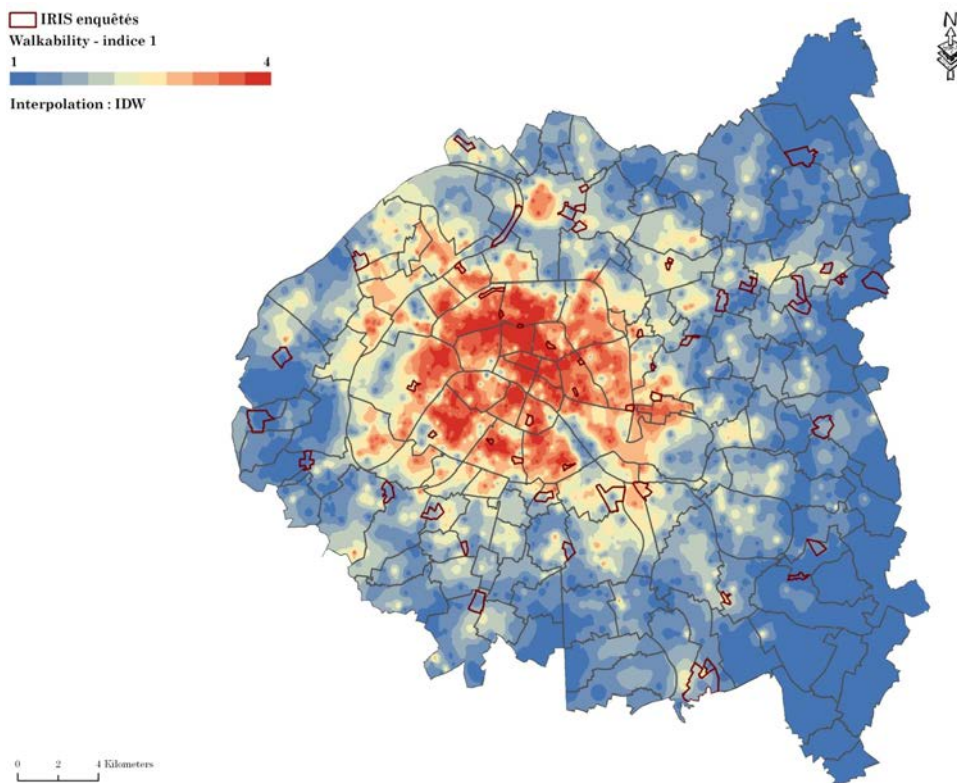 IRIS enquêtés
Walkability - indice 1
1 4
Interpolation : IDW
N
0 2 4 Kilometers